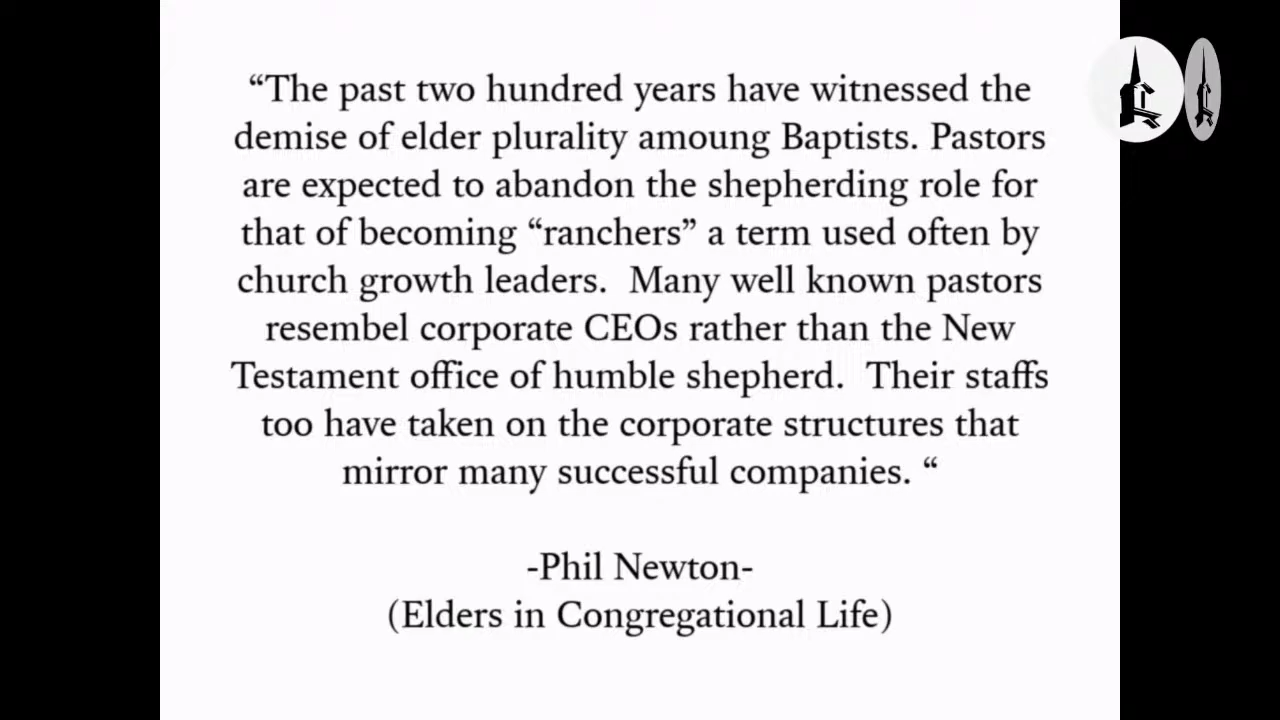 “The past two hundred years have witnessed the
demise of elder plurality amoung Baptists. Pastors
are expected to abandon the shepherding role for
that of becoming “ranchers” a term used often by
church growth leaders.  Many well known pastors
resembel corporate CEOs rather than the New
Testament office of humble shepherd.  Their staffs
too have taken on the corporate structures that
mirror many successful companies. “
-Phil Newton-
(Elders in Congregational Life)